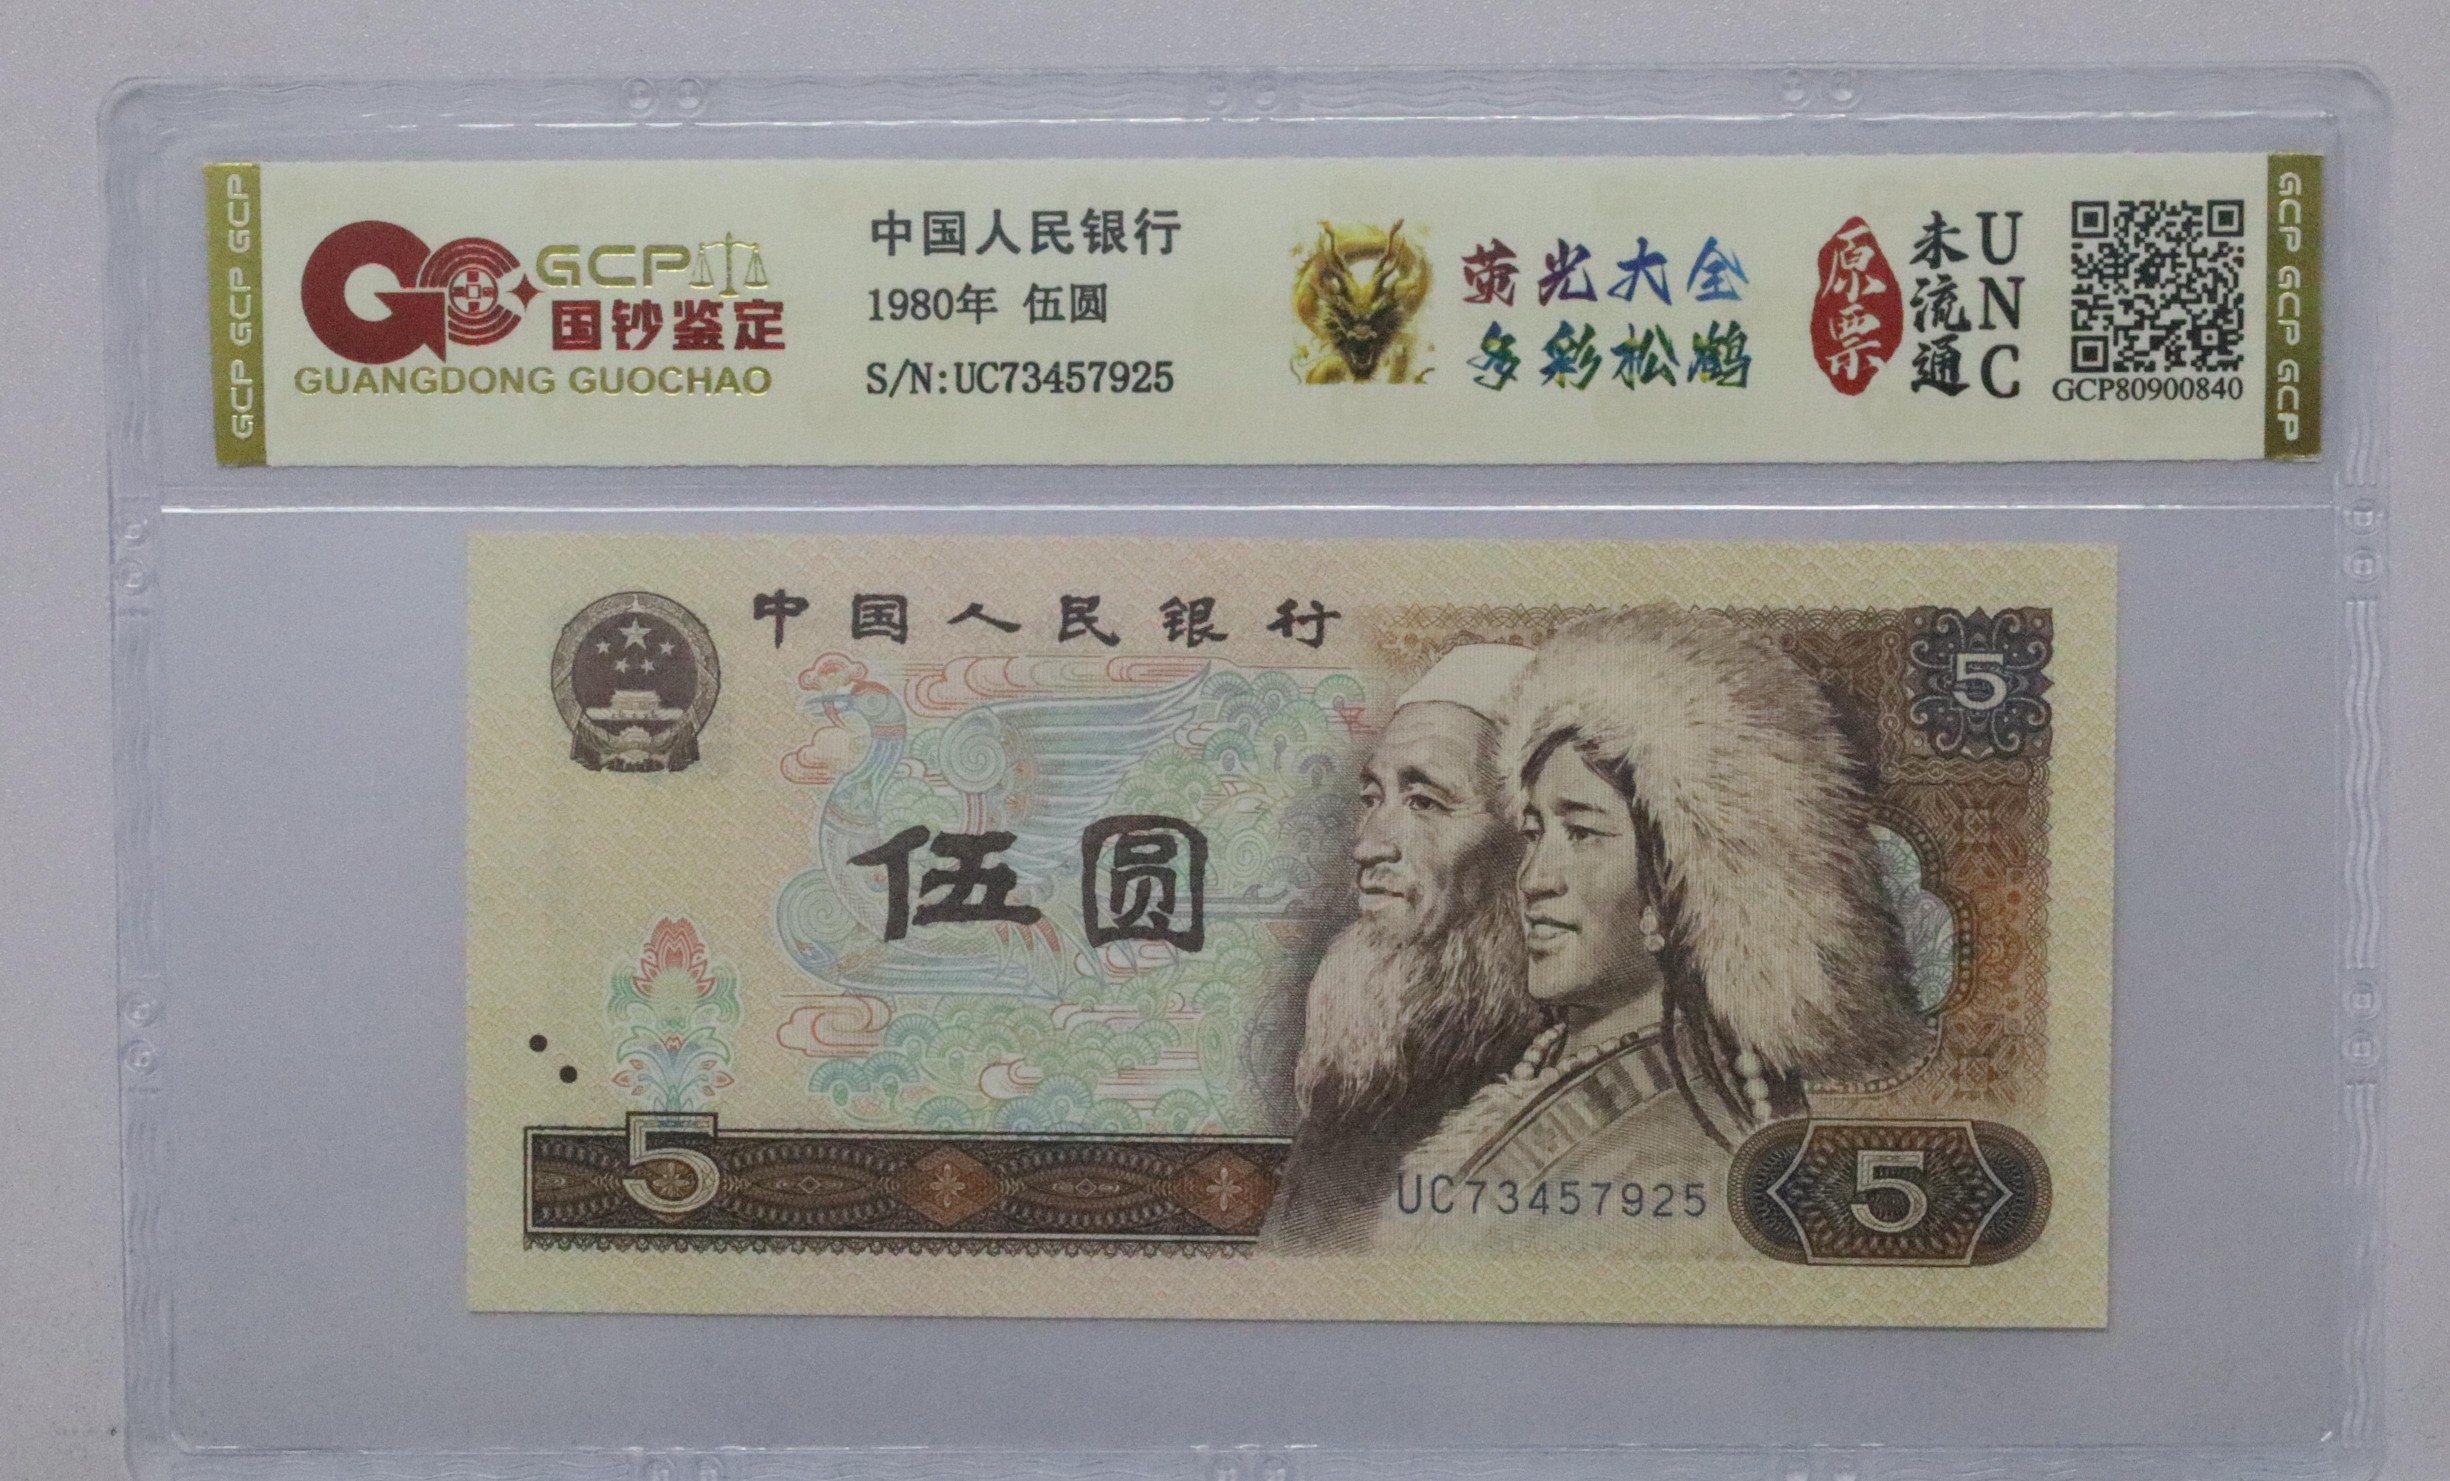 GCP GCP GCP
GCP
国钞鉴定
GUANGDONG GUOCHAO
中国人民银行
1980年 伍圆
S/N:UC73457925
荧光大全
多彩松鹤
原票
未流通
UNC
GCP80900840
GCP GCP GCP
中国人民银行
5
伍圆
5
UC73457925
5